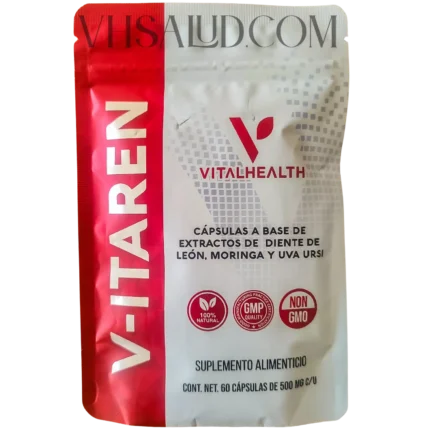 VHSALUD.COM
V-ITAREN
VITALHEALTH
CÁPSULAS A BASE DE
EXTRACTOS DE DIENTE DE
LEÓN, MORINGA Y UVA URSI
100%
NATURAL
GMP
QUALITY
NON
GMO
SUPLEMENTO ALIMENTICIO
CONT. NET. 60 CÁPSULAS DE 500 MG C/U